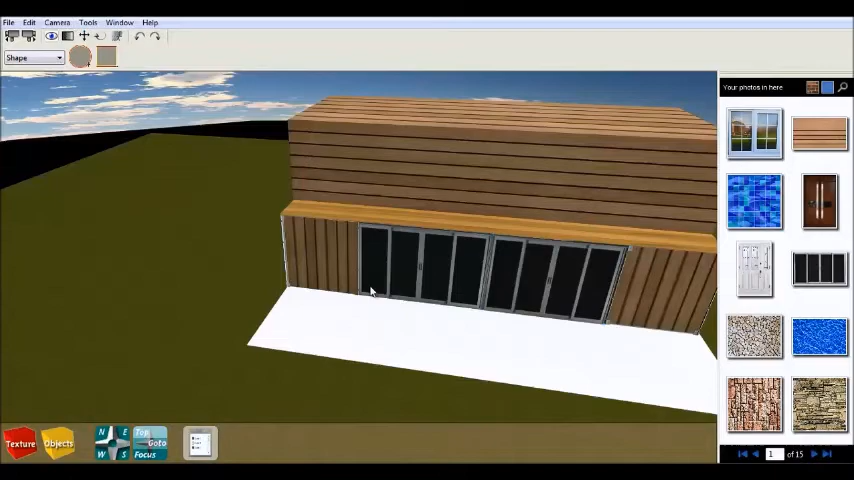 File Edit Camera Tools Window Help
Shape
Your photos in here
Texture
Objects
N E
W S
Top
Goto
Focus
1 of 15